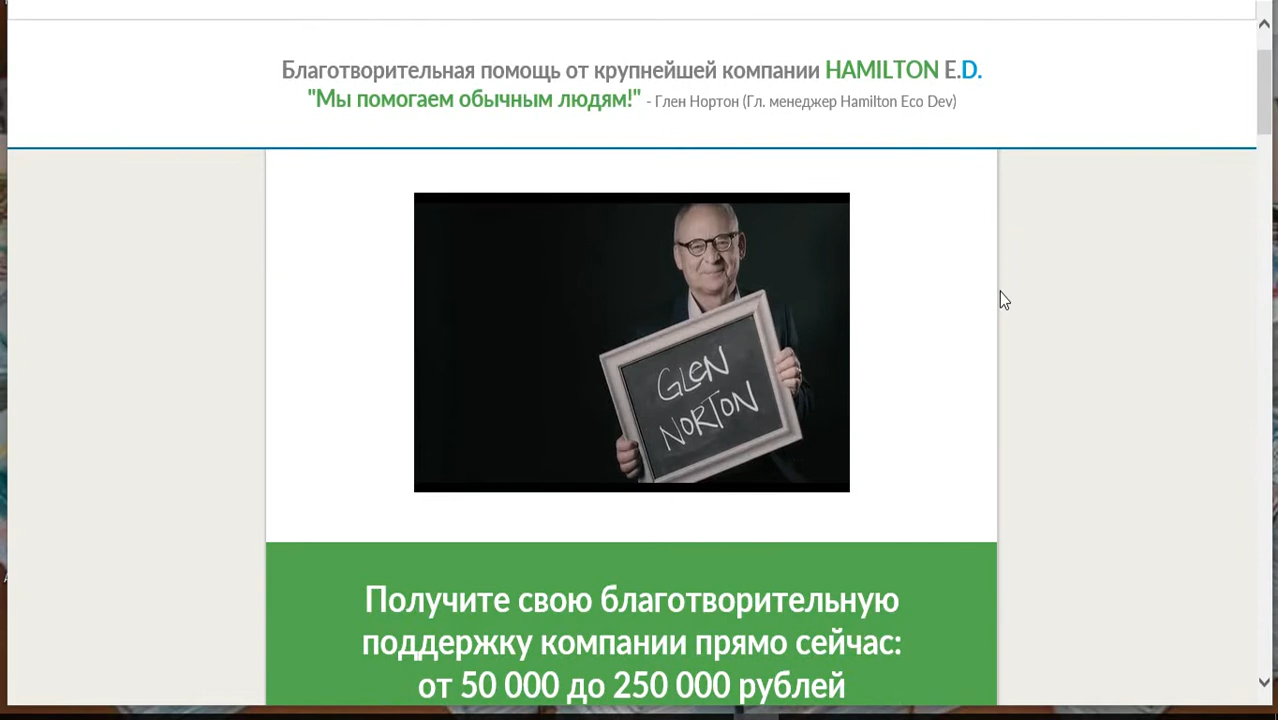 Благотворительная помощь от крупнейшей компании HAMILTON E.D.
"Мы помогаем обычным людям!" - Глен Нортон (Гл. менеджер Hamilton Eco Dev)
GLEN
NORTON
Получите свою благотворительную
поддержку компании прямо сейчас:
от 50 000 до 250 000 рублей